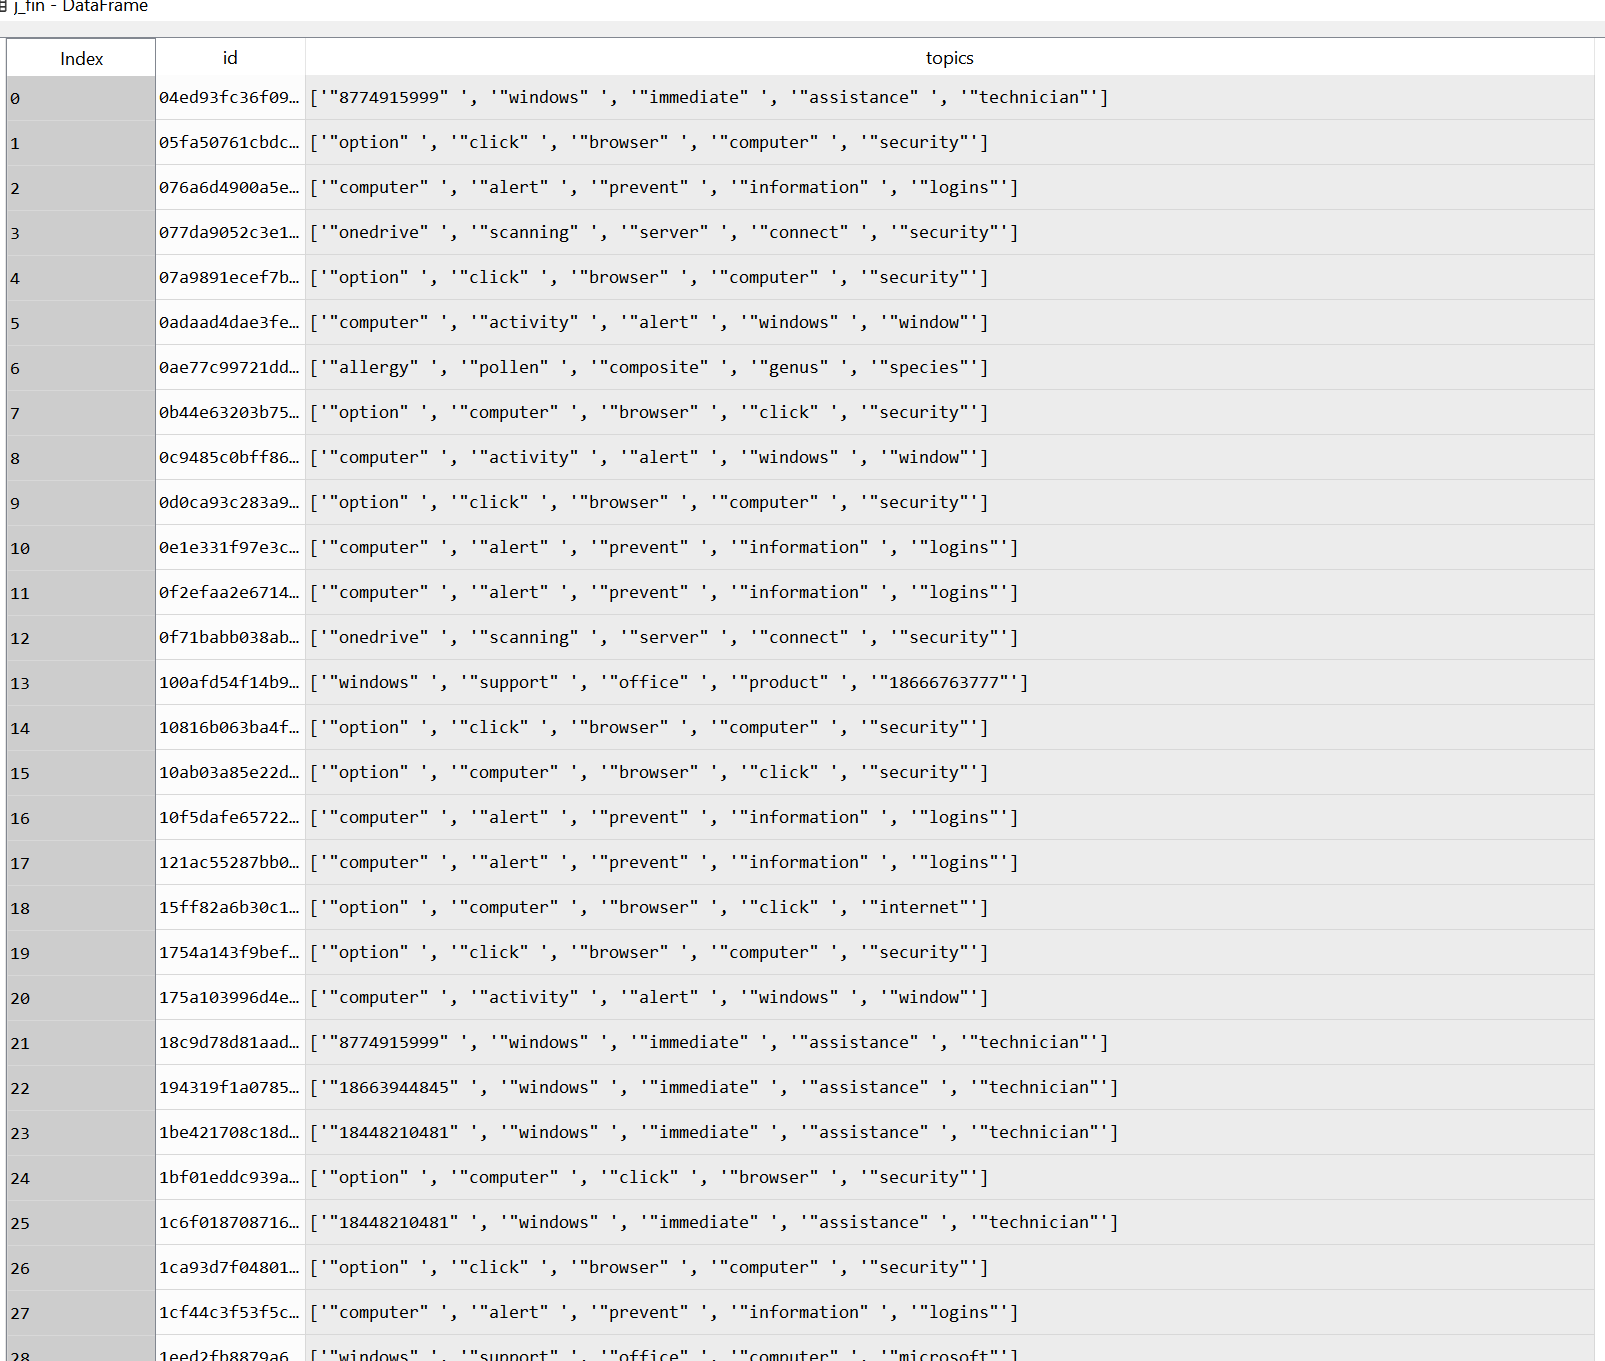 j_fin - DataFrame
Index id topics
0 04ed93fc36f09… ['"8774915999" ', '"windows" ', '"immediate" ', '"assistance" ', '"technician"']
1 05fa50761cbdc… ['"option" ', '"click" ', '"browser" ', '"computer" ', '"security"']
2 076a6d4900a5e… ['"computer" ', '"alert" ', '"prevent" ', '"information" ', '"logins"']
3 077da9052c3e1… ['"onedrive" ', '"scanning" ', '"server" ', '"connect" ', '"security"']
4 07a9891ecef7b… ['"option" ', '"click" ', '"browser" ', '"computer" ', '"security"']
5 0adaad4dae3fe… ['"computer" ', '"activity" ', '"alert" ', '"windows" ', '"window"']
6 0ae77c99721dd… ['"allergy" ', '"pollen" ', '"composite" ', '"genus" ', '"species"']
7 0b44e63203b75… ['"option" ', '"computer" ', '"browser" ', '"click" ', '"security"']
8 0c9485c0bff86… ['"computer" ', '"activity" ', '"alert" ', '"windows" ', '"window"']
9 0d0ca93c283a9… ['"option" ', '"click" ', '"browser" ', '"computer" ', '"security"']
10 0e1e331f97e3c… ['"computer" ', '"alert" ', '"prevent" ', '"information" ', '"logins"']
11 0f2efaa2e6714… ['"computer" ', '"alert" ', '"prevent" ', '"information" ', '"logins"']
12 0f71babb038ab… ['"onedrive" ', '"scanning" ', '"server" ', '"connect" ', '"security"']
13 100afd54f14b9… ['"windows" ', '"support" ', '"office" ', '"product" ', '"18666763777"']
14 10816b063ba4f… ['"option" ', '"click" ', '"browser" ', '"computer" ', '"security"']
15 10ab03a85e22d… ['"option" ', '"computer" ', '"browser" ', '"click" ', '"security"']
16 10f5dafe65722… ['"computer" ', '"alert" ', '"prevent" ', '"information" ', '"logins"']
17 121ac55287bb0… ['"computer" ', '"alert" ', '"prevent" ', '"information" ', '"logins"']
18 15ff82a6b30c1… ['"option" ', '"computer" ', '"browser" ', '"click" ', '"internet"']
19 1754a143f9bef… ['"option" ', '"click" ', '"browser" ', '"computer" ', '"security"']
20 175a103996d4e… ['"computer" ', '"activity" ', '"alert" ', '"windows" ', '"window"']
21 18c9d78d81aad… ['"8774915999" ', '"windows" ', '"immediate" ', '"assistance" ', '"technician"']
22 194319f1a0785… ['"18663944845" ', '"windows" ', '"immediate" ', '"assistance" ', '"technician"']
23 1be421708c18d… ['"18448210481" ', '"windows" ', '"immediate" ', '"assistance" ', '"technician"']
24 1bf01eddc939a… ['"option" ', '"computer" ', '"click" ', '"browser" ', '"security"']
25 1c6f018708716… ['"18448210481" ', '"windows" ', '"immediate" ', '"assistance" ', '"technician"']
26 1ca93d7f04801… ['"option" ', '"click" ', '"browser" ', '"computer" ', '"security"']
27 1cf44c3f53f5c… ['"computer" ', '"alert" ', '"prevent" ', '"information" ', '"logins"']
28 1eed2fb8879a6… ['"windows" ', '"support" ', '"office" ', '"computer" ', '"microsoft"']